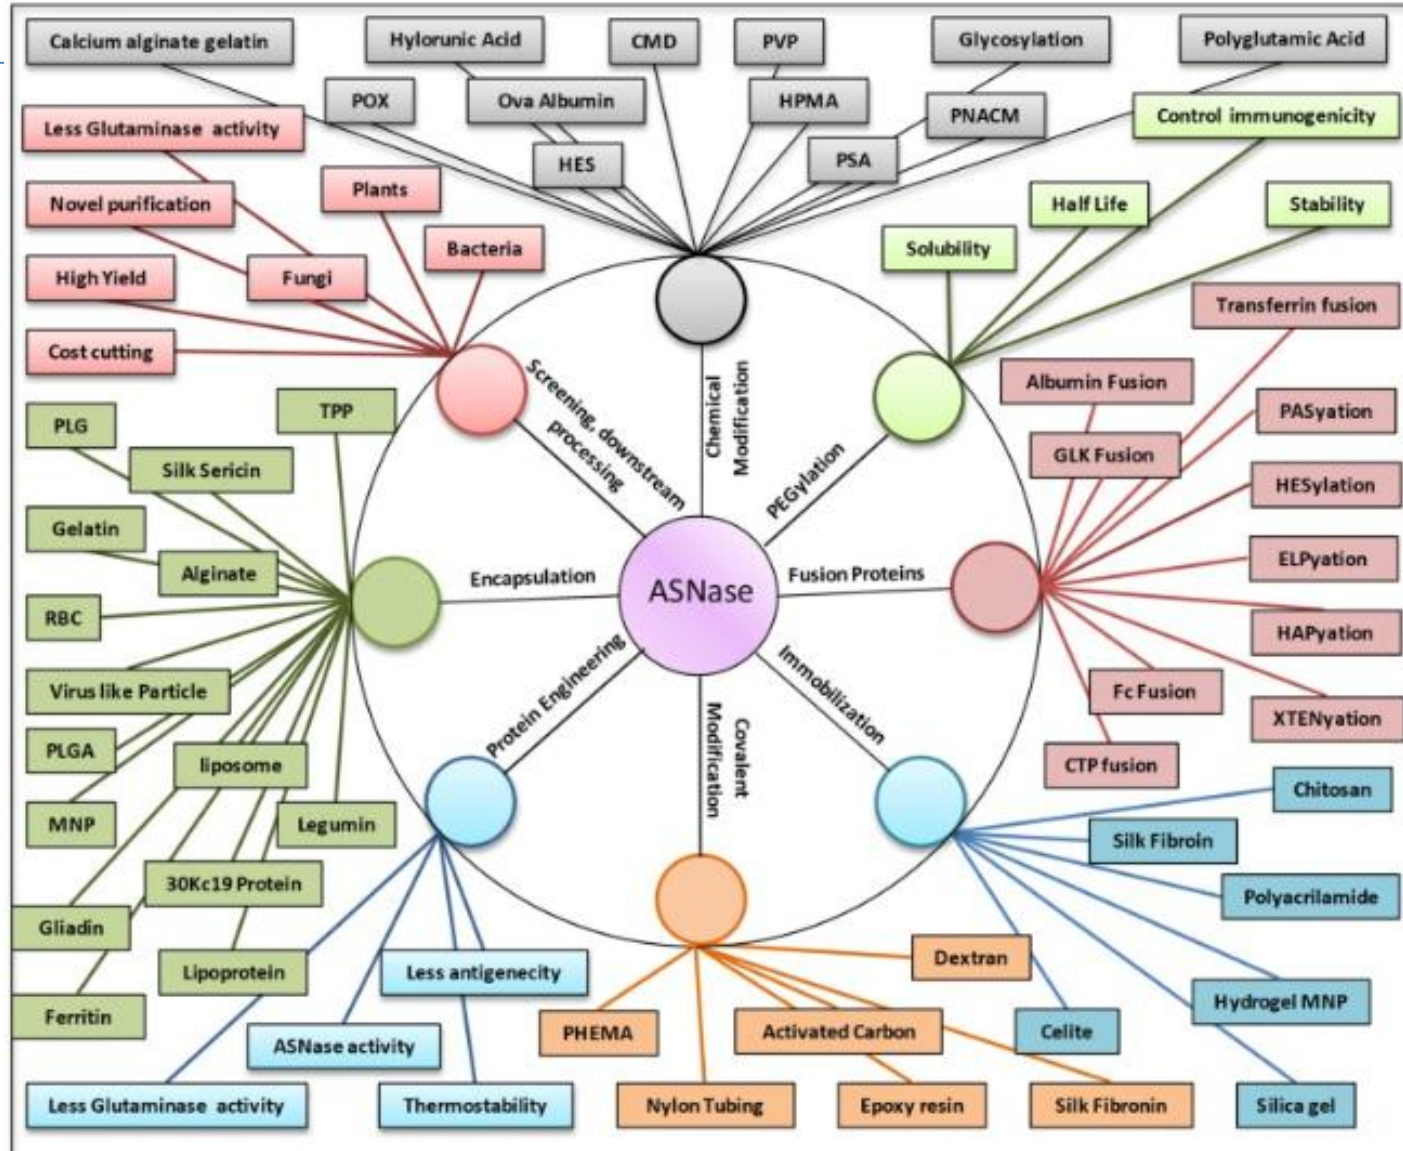 Calcium alginate gelatin
Hylorunic Acid
CMD
PVP
Glycosylation
Polyglutamic Acid
POX
Ova Albumin
HPMA
PNACM
HES
PSA
Less Glutaminase activity
Novel purification
Plants
High Yield
Fungi
Bacteria
Cost cutting
Control immunogenicity
Half Life
Stability
Solubility
Transferrin fusion
Albumin Fusion
PASyation
GLK Fusion
HESylation
ELPyation
HAPyation
Fc Fusion
XTENyation
CTP fusion
PLG
TPP
Silk Sericin
Gelatin
Alginate
RBC
Virus like Particle
PLGA
liposome
MNP
Legumin
30Kc19 Protein
Gliadin
Lipoprotein
Ferritin
Screening, downstream
processing
Chemical
Modification
PEGylation
Encapsulation
ASNase
Fusion Proteins
Protein Engineering
Covalent
Modification
Immobilization
Less antigenecity
ASNase activity
Less Glutaminase activity
Thermostability
Dextran
PHEMA
Activated Carbon
Nylon Tubing
Epoxy resin
Silk Fibronin
Chitosan
Silk Fibroin
Polyacrilamide
Hydrogel MNP
Celite
Silica gel